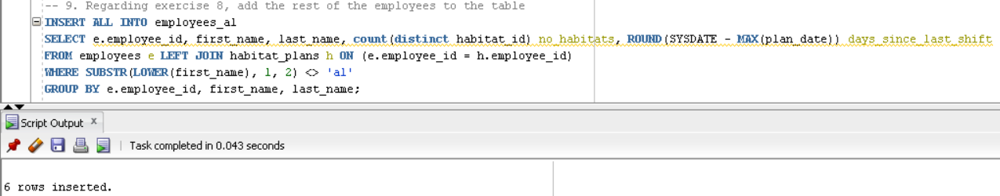 -- 9. Regarding exercise 8, add the rest of the employees to the table
INSERT ALL INTO employees_al
SELECT e.employee_id, first_name, last_name, count(distinct habitat_id) no_habitats, ROUND(SYSDATE - MAX(plan_date)) days_since_last_shift
FROM employees e LEFT JOIN habitat_plans h ON (e.employee_id = h.employee_id)
WHERE SUBSTR(LOWER(first_name), 1, 2) <> 'al'
GROUP BY e.employee_id, first_name, last_name;
Script Output x
Task completed in 0.043 seconds
6 rows inserted.